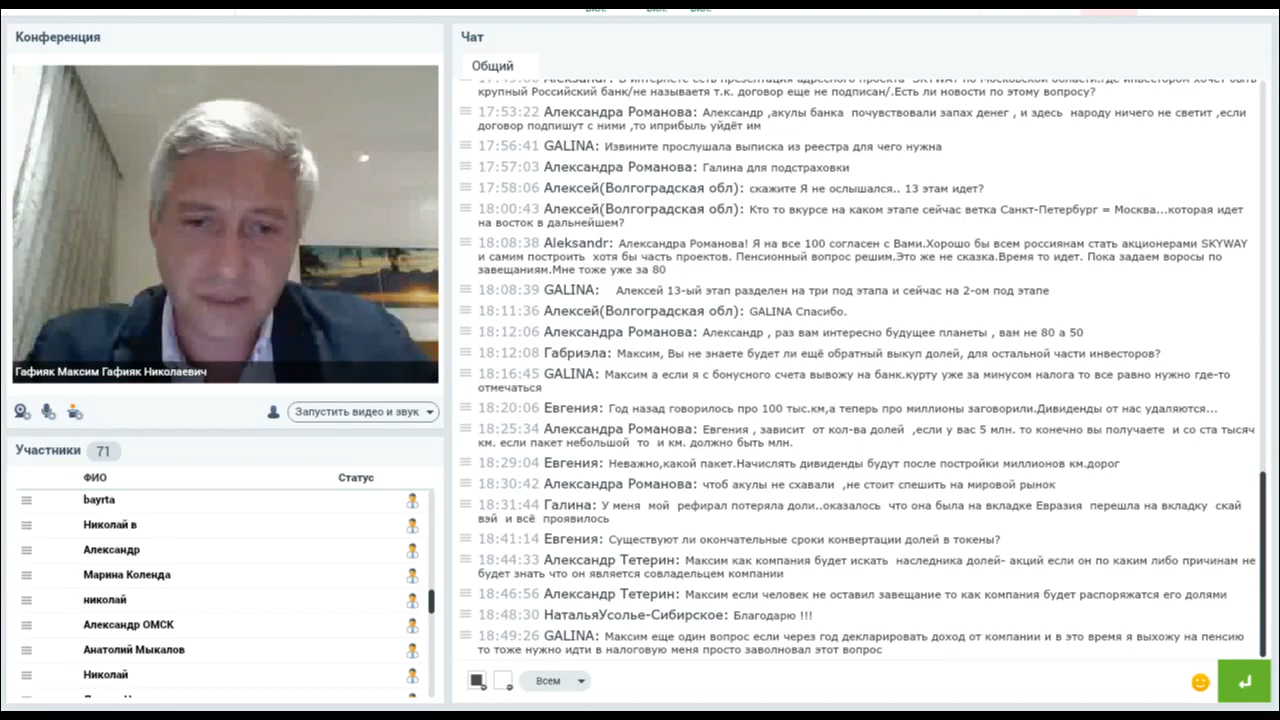 вкл. вкл. вкл.
Конференция
Гафияк Максим Гафияк Николаевич
Запустить видео и звук
Участники 71
ФИО Статус
bayrta
Николай в
Александр
Марина Коленда
николай
Александр ОМСК
Анатолий Мыкалов
Николай
Чат
Общий
17:49:06 Aleksandr: В интернете есть презентация адресного проекта SKYWAY по Московской области.где инвестором хочет быть
крупный Российский банк/не называетя т.к. договор еще не подписан/.Есть ли новости по этому вопросу?
17:53:22 Александра Романова: Александр ,акулы банка почувствовали запах денег , и здесь народу ничего не светит ,если
договор подпишут с ними ,то иприбыль уйдёт им
17:56:41 GALINA: Извините прослушала выписка из реестра для чего нужна
17:57:03 Александра Романова: Галина для подстраховки
17:58:06 Алексей(Волгоградская обл): скажите Я не ослышался.. 13 этам идет?
18:00:43 Алексей(Волгоградская обл): Кто то вкурсе на каком этапе сейчас ветка Санкт-Петербург = Москва...которая идет
на восток в дальнейшем?
18:08:38 Aleksandr: Александра Романова! Я на все 100 согласен с Вами.Хорошо бы всем россиянам стать акционерами SKYWAY
и самим построить хотя бы часть проектов. Пенсионный вопрос решим.Это же не сказка.Время то идет. Пока задаем воросы по
завещаниям.Мне тоже уже за 80
18:08:39 GALINA: Алексей 13-ый этап разделен на три под этапа и сейчас на 2-ом под этапе
18:11:36 Алексей(Волгоградская обл): GALINA Спасибо.
18:12:06 Александра Романова: Александр , раз вам интересно будущее планеты , вам не 80 а 50
18:12:08 Габриэла: Максим, Вы не знаете будет ли ещё обратный выкуп долей, для остальной части инвесторов?
18:16:45 GALINA: Максим а если я с бонусного счета вывожу на банк.курту уже за минусом налога то все равно нужно где-то
отмечаться
18:20:06 Евгения: Год назад говорилось про 100 тыс.км,а теперь про миллионы заговорили.Дивиденды от нас удаляются...
18:25:34 Александра Романова: Евгения , зависит от кол-ва долей ,если у вас 5 млн. то конечно вы получаете и со ста тысяч
км. если пакет небольшой то и км. должно быть млн.
18:29:04 Евгения: Неважно,какой пакет.Начислять дивиденды будут после постройки миллионов км.дорог
18:30:42 Александра Романова: чтоб акулы не схавали ,не стоит спешить на мировой рынок
18:31:44 Галина: У меня мой рефирал потеряла доли..оказалось что она была на вкладке Евразия перешла на вкладку скай
вэй и всё проявилось
18:41:14 Евгения: Существуют ли окончательные сроки конвертации долей в токены?
18:44:33 Александр Тетерин: Максим как компания будет искать наследника долей- акций если он по каким либо причинам не
будет знать что он является совладельцем компании
18:46:56 Александр Тетерин: Максим если человек не оставил завещание то как компания будет распоряжатся его долями
18:48:30 НатальяУсолье-Сибирское: Благодарю !!!
18:49:26 GALINA: Максим еще один вопрос если через год декларировать доход от компании и в это время я выхожу на пенсию
то тоже нужно идти в налоговую меня просто заволновал этот вопрос
Всем